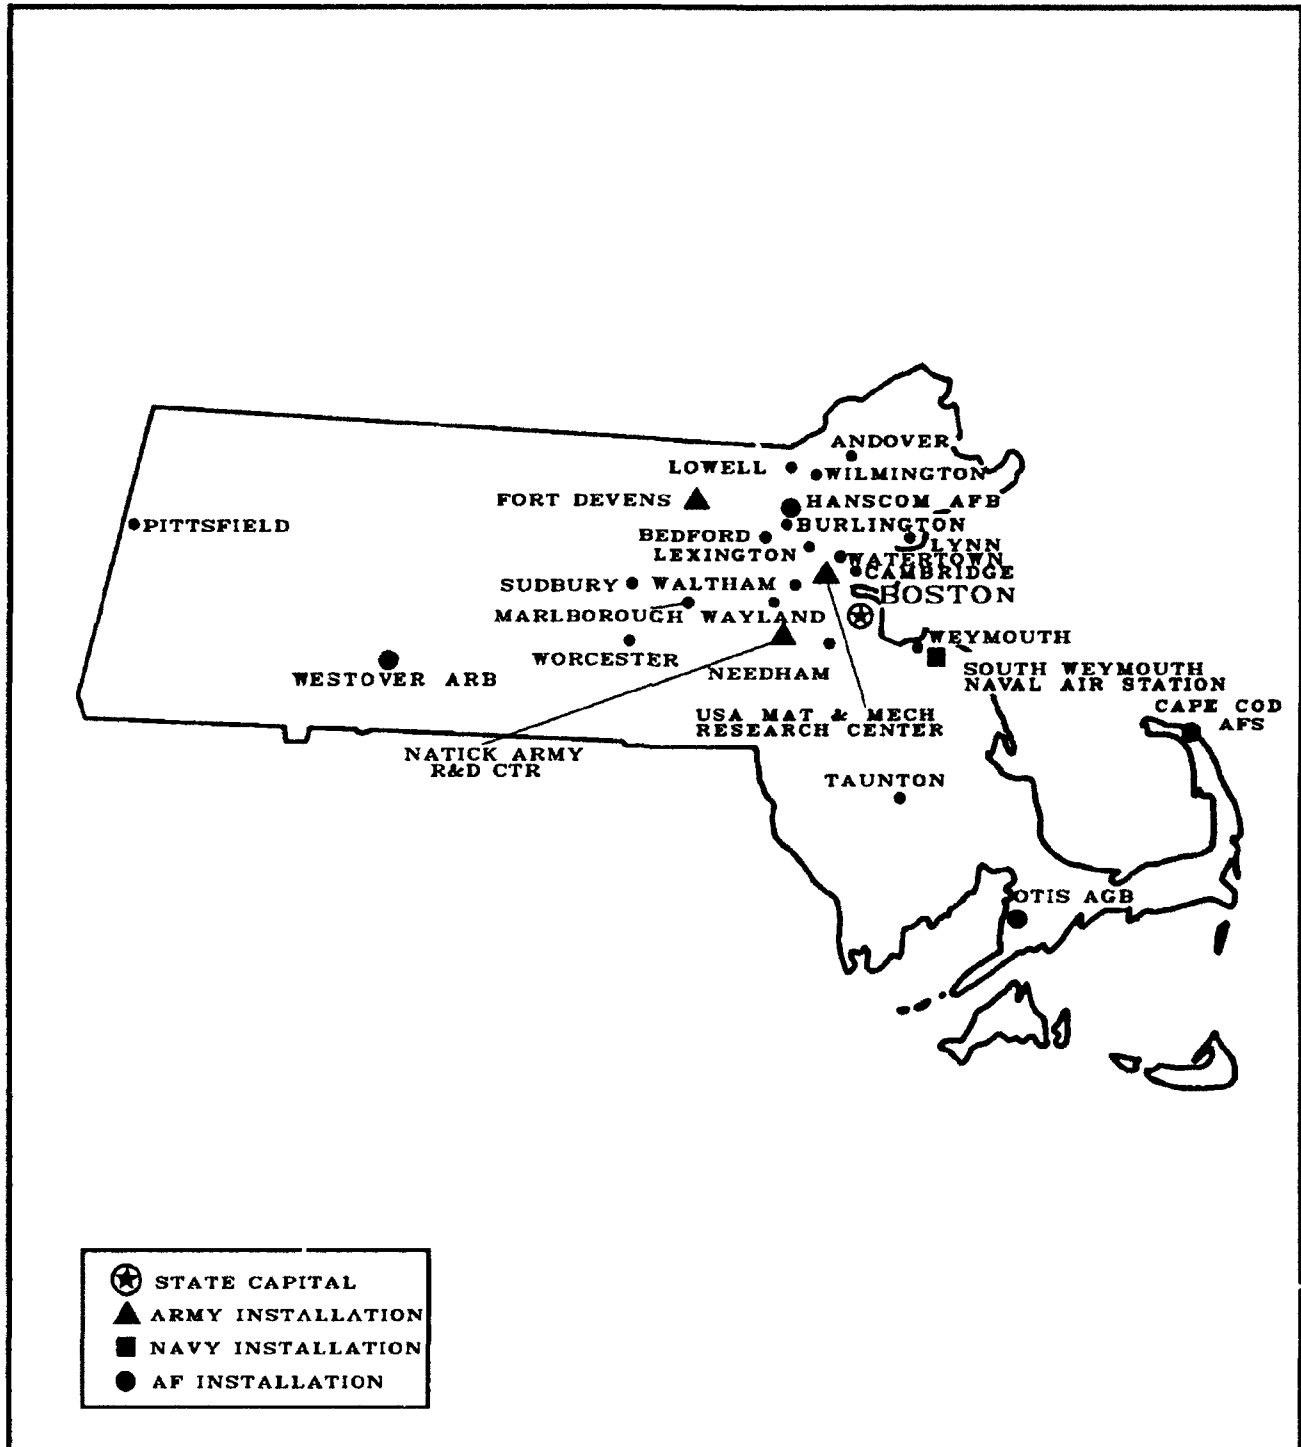 ANDOVER
LOWELL
WILMINGTON
FORT DEVENS
HANSCOM AFB
PITTSFIELD
BURLINGTON
BEDFORD
LYNN
LEXINGTON
WATERTOWN
CAMBRIDGE
SUDBURY
WALTHAM
BOSTON
MARLBOROUGH
WAYLAND
WEYMOUTH
WORCESTER
NEEDHAM
SOUTH WEYMOUTH
NAVAL AIR STATION
WESTOVER ARB
CAPE COD
AFS
USA MAT & MECH
RESEARCH CENTER
NATICK ARMY
R&D CTR
TAUNTON
OTIS AGB
STATE CAPITAL
ARMY INSTALLATION
NAVY INSTALLATION
AF INSTALLATION